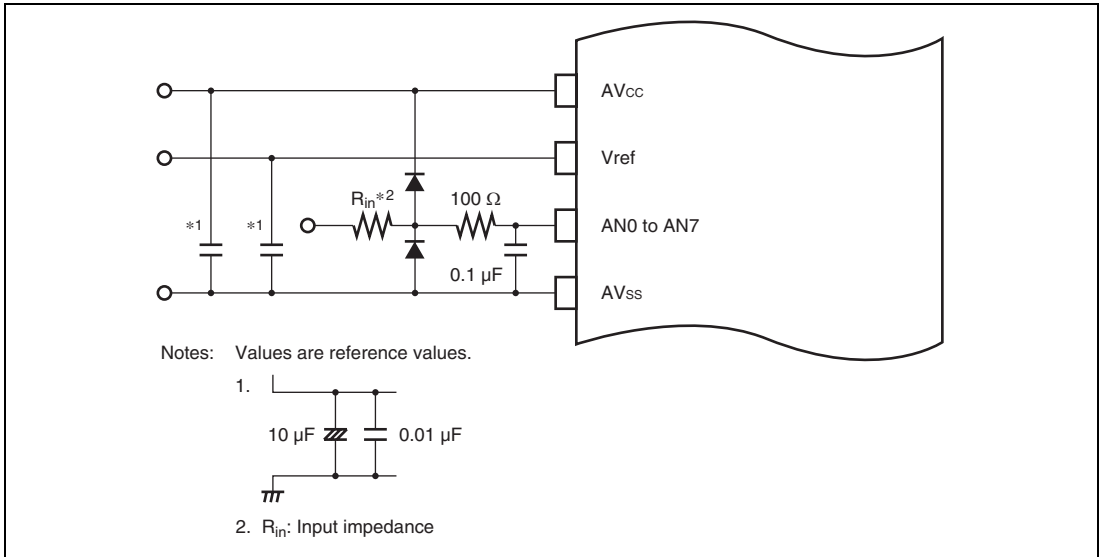 AVcc
Vref
Rin*2
100 Ω
*1
*1
AN0 to AN7
0.1 µF
AVss
Notes: Values are reference values.
1.
10 µF
0.01 µF
2. Rin: Input impedance